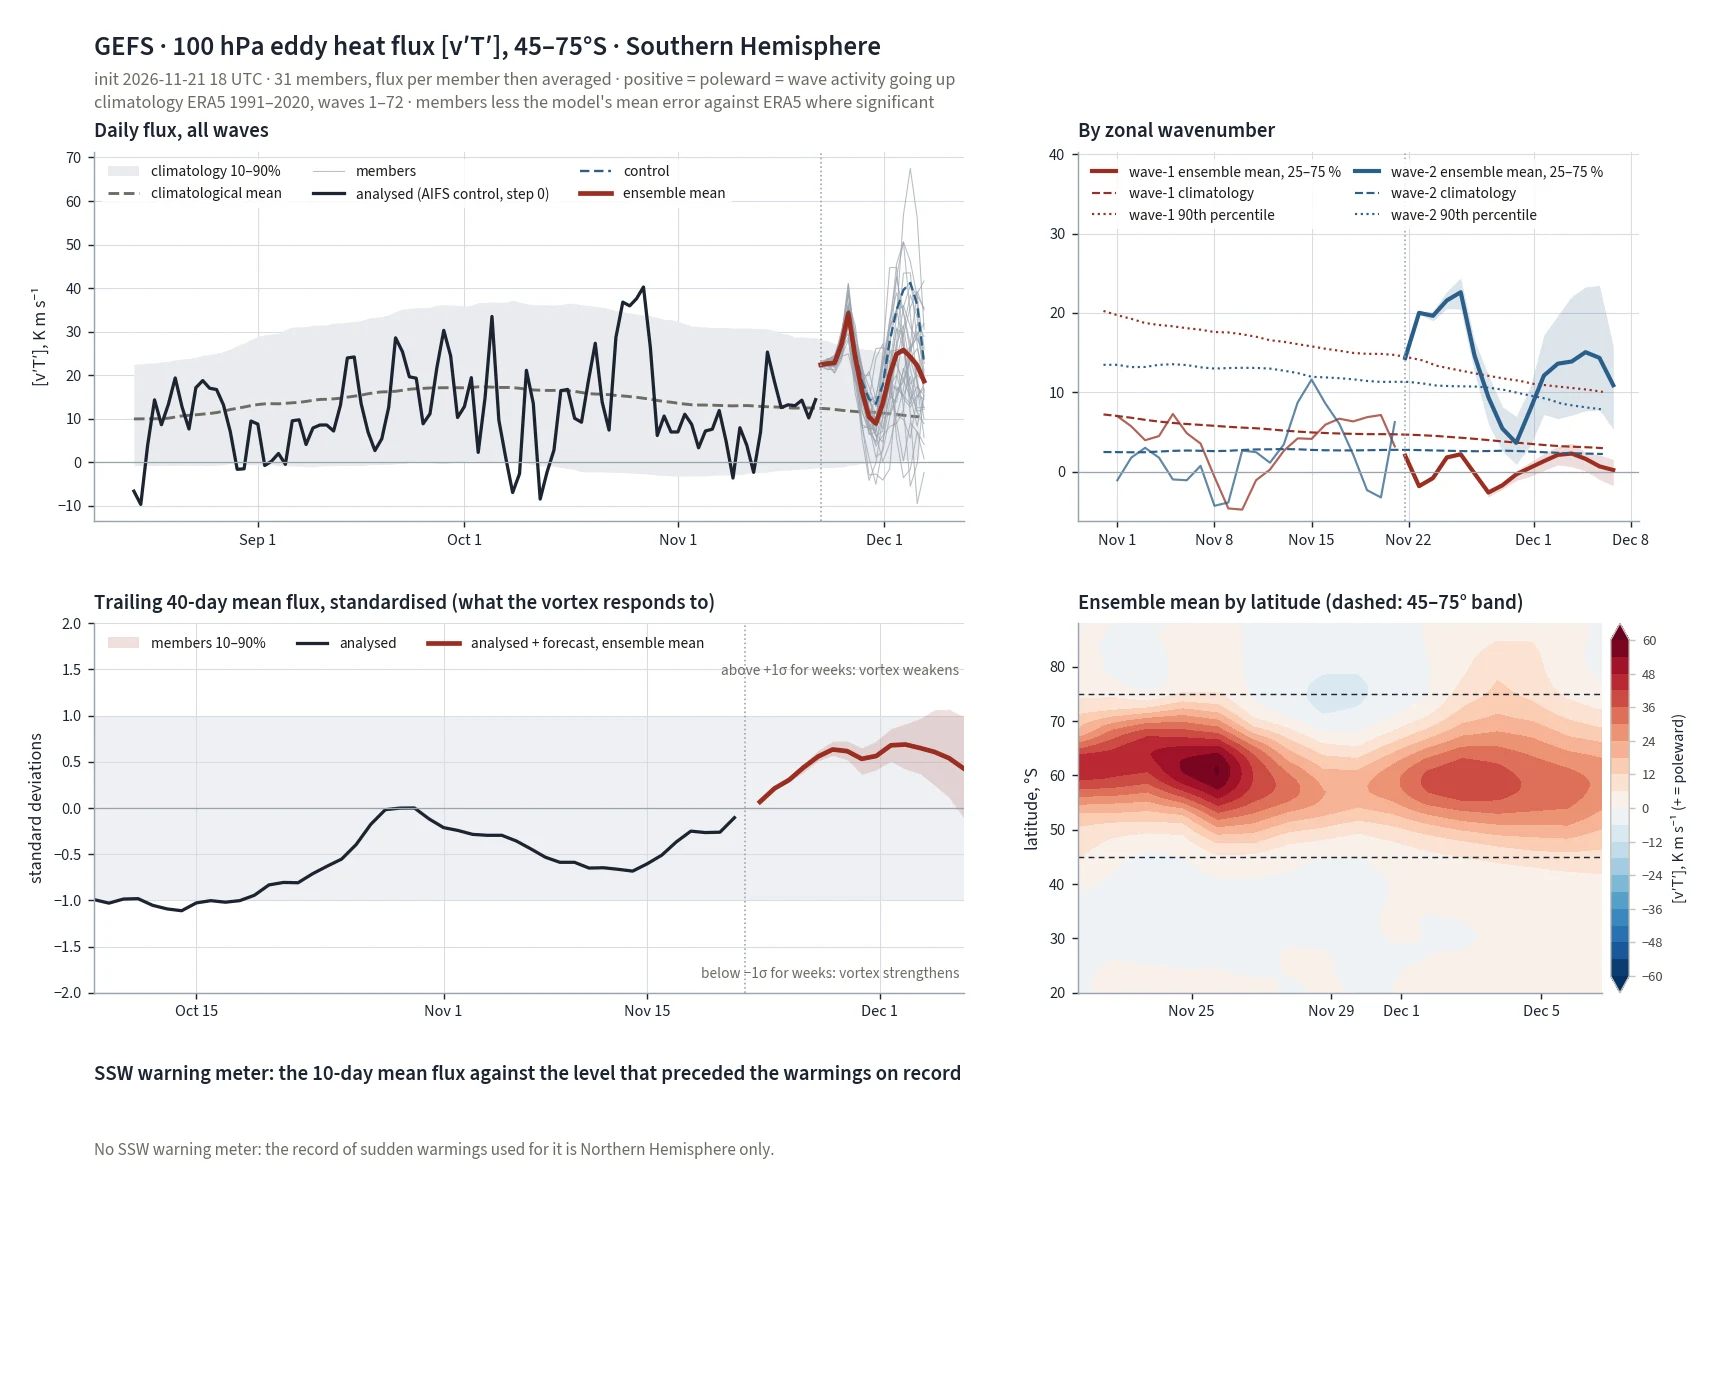 GEFS · 100 hPa eddy heat flux [v′T′], 45–75°S · Southern Hemisphere
init 2026-11-21 18 UTC · 31 members, flux per member then averaged · positive = poleward = wave activity going up
climatology ERA5 1991–2020, waves 1–72 · members less the model's mean error against ERA5 where significant
Daily flux, all waves
climatology 10–90%
members
control
climatological mean
analysed (AIFS control, step 0)
ensemble mean
70
60
50
40
30
20
10
0
−10
[v′T′], K m s⁻¹
Sep 1
Oct 1
Nov 1
Dec 1
By zonal wavenumber
wave-1 ensemble mean, 25–75 %
wave-2 ensemble mean, 25–75 %
wave-1 climatology
wave-2 climatology
wave-1 90th percentile
wave-2 90th percentile
40
30
20
10
0
Nov 1
Nov 8
Nov 15
Nov 22
Dec 1
Dec 8
Trailing 40-day mean flux, standardised (what the vortex responds to)
members 10–90%
analysed
analysed + forecast, ensemble mean
above +1σ for weeks: vortex weakens
below −1σ for weeks: vortex strengthens
2.0
1.5
1.0
0.5
0.0
−0.5
−1.0
−1.5
−2.0
standard deviations
Oct 15
Nov 1
Nov 15
Dec 1
Ensemble mean by latitude (dashed: 45–75° band)
80
70
60
50
40
30
20
latitude, °S
Nov 25
Nov 29
Dec 1
Dec 5
60
48
36
24
12
0
−12
−24
−36
−48
−60
[v′T′], K m s⁻¹ (+ = poleward)
SSW warning meter: the 10-day mean flux against the level that preceded the warmings on record
No SSW warning meter: the record of sudden warmings used for it is Northern Hemisphere only.